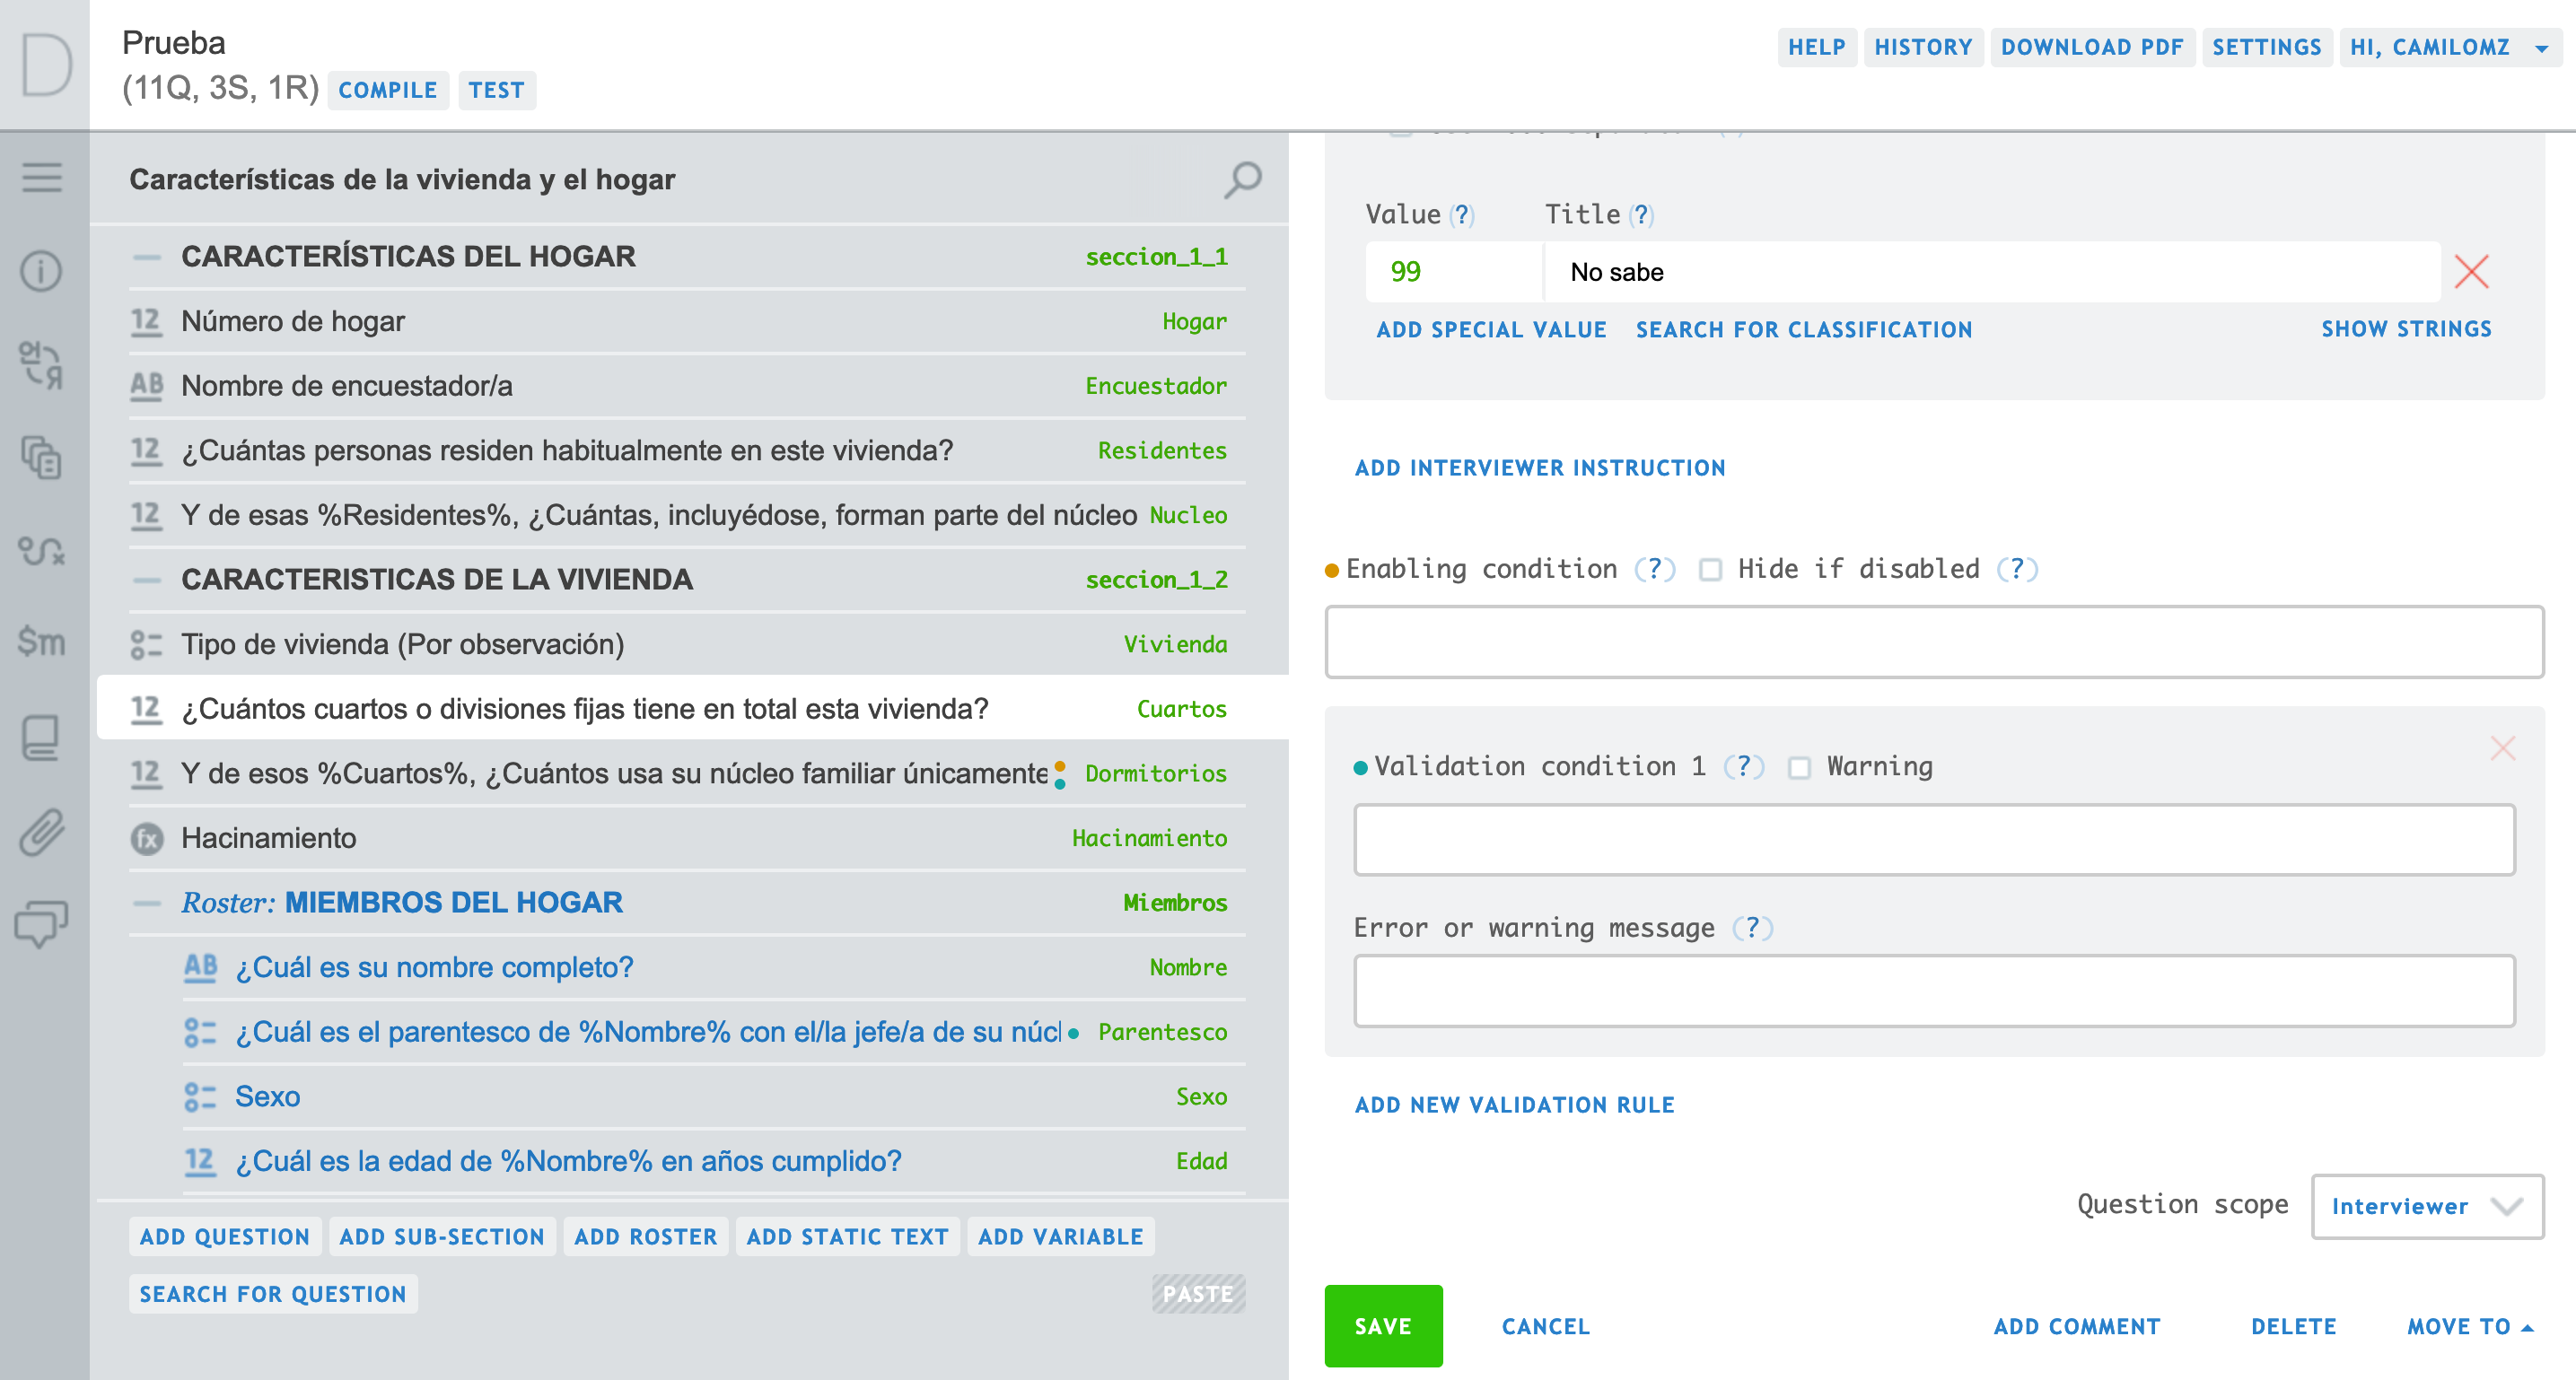 D
Prueba
(11Q, 3S, 1R) COMPILE TEST
HELP HISTORY DOWNLOAD PDF SETTINGS HI, CAMILOMZ
Características de la vivienda y el hogar
CARACTERÍSTICAS DEL HOGAR seccion_1_1
12 Número de hogar Hogar
AB Nombre de encuestador/a Encuestador
12 ¿Cuántas personas residen habitualmente en este vivienda? Residentes
12 Y de esas %Residentes%, ¿Cuántas, incluyédose, forman parte del núcleo Nucleo
CARACTERISTICAS DE LA VIVIENDA seccion_1_2
Tipo de vivienda (Por observación) Vivienda
12 ¿Cuántos cuartos o divisiones fijas tiene en total esta vivienda? Cuartos
12 Y de esos %Cuartos%, ¿Cuántos usa su núcleo familiar únicamente Dormitorios
fx Hacinamiento Hacinamiento
Roster: MIEMBROS DEL HOGAR Miembros
AB ¿Cuál es su nombre completo? Nombre
¿Cuál es el parentesco de %Nombre% con el/la jefe/a de su núcl Parentesco
Sexo Sexo
12 ¿Cuál es la edad de %Nombre% en años cumplido? Edad
ADD QUESTION ADD SUB-SECTION ADD ROSTER ADD STATIC TEXT ADD VARIABLE
SEARCH FOR QUESTION PASTE
$m
Value (?) Title (?)
99 No sabe
ADD SPECIAL VALUE SEARCH FOR CLASSIFICATION SHOW STRINGS
ADD INTERVIEWER INSTRUCTION
Enabling condition (?) Hide if disabled (?)
Validation condition 1 (?) Warning
Error or warning message (?)
ADD NEW VALIDATION RULE
Question scope Interviewer
SAVE CANCEL ADD COMMENT DELETE MOVE TO